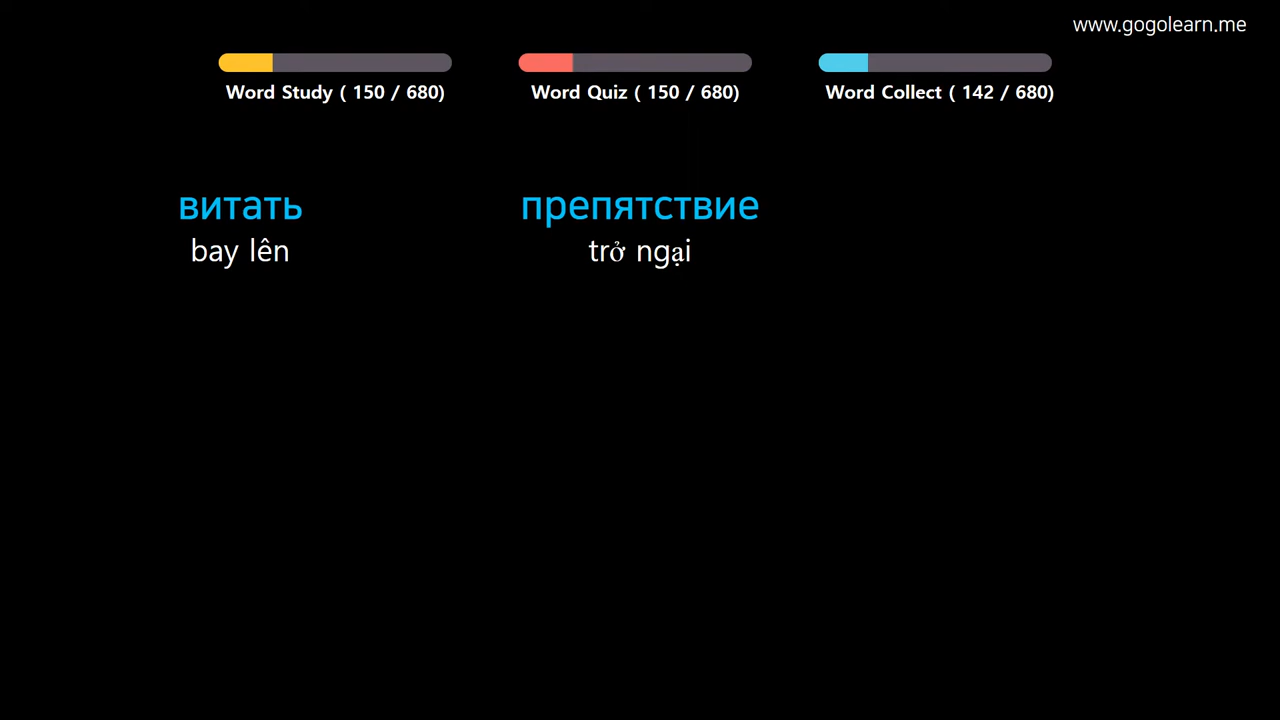 www.gogolearn.me
Word Study ( 150 / 680)
Word Quiz ( 150 / 680)
Word Collect ( 142 / 680)
витать
bay lên
препятствие
trở ngại